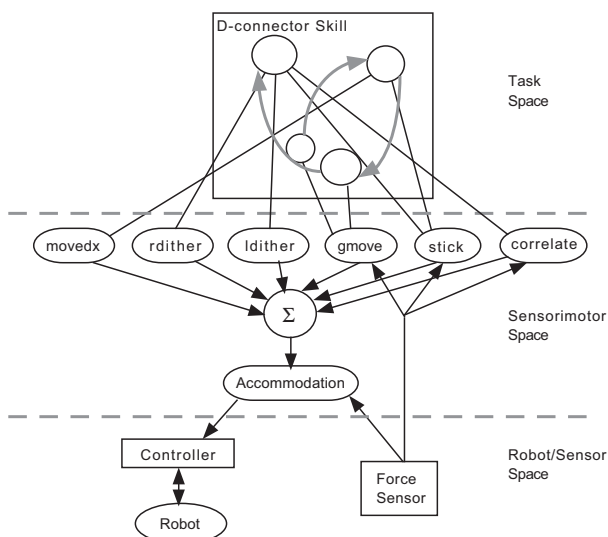 D-connector Skill
Task
Space
movedx
rdither
ldither
gmove
stick
correlate
Σ
Sensorimotor
Space
Accommodation
Controller
Robot/Sensor
Space
Force
Sensor
Robot